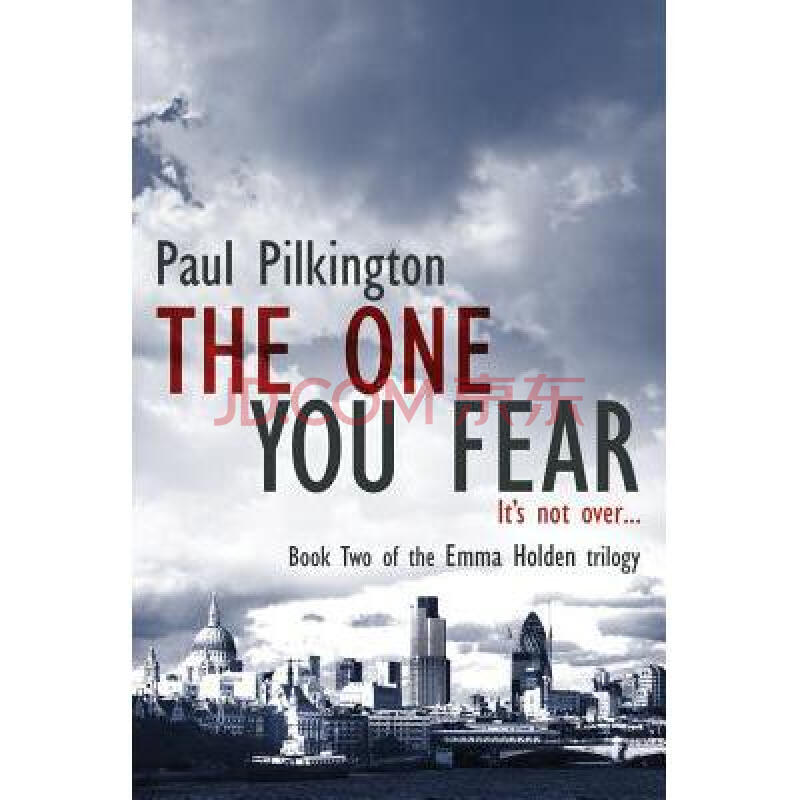 Paul Pilkington
THE ONE
JD.COM 京东
YOU FEAR
It's not over...
Book Two of the Emma Holden trilogy